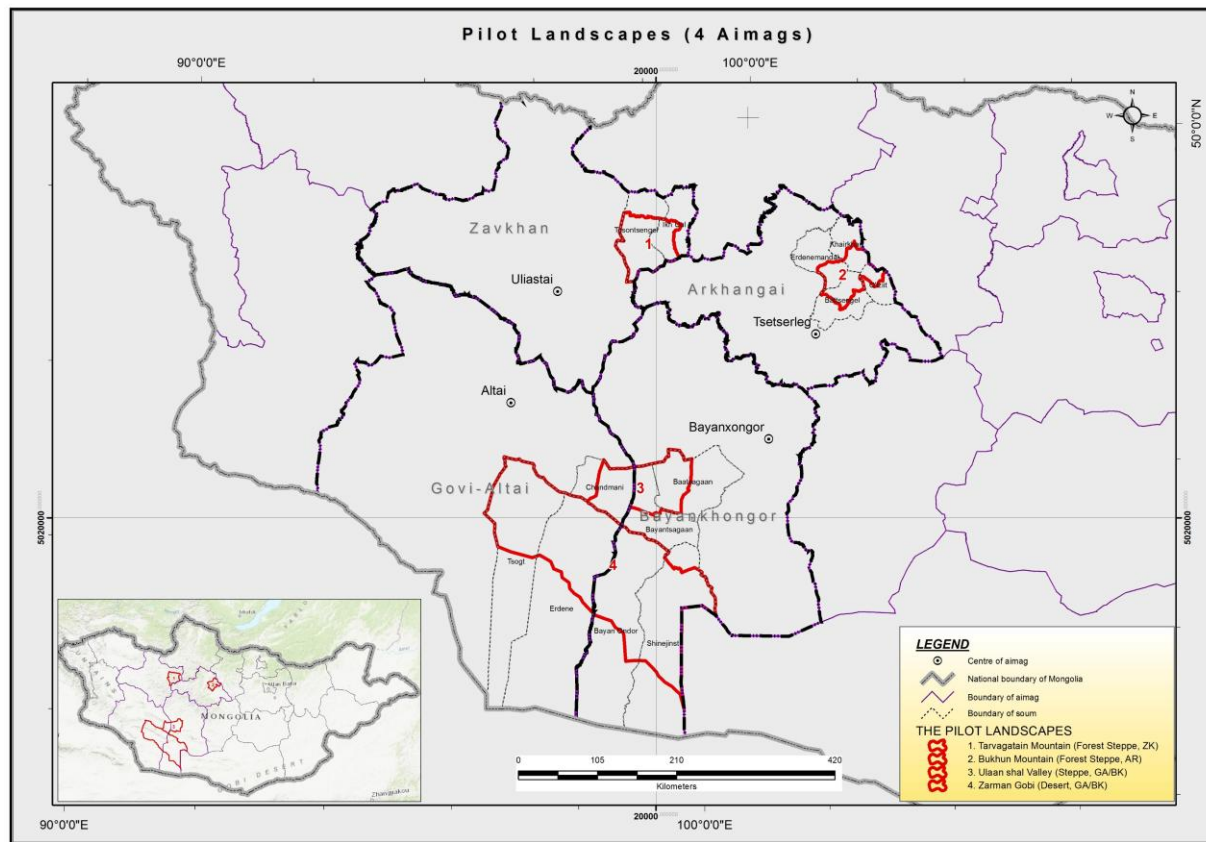 Pilot Landscapes (4 Aimags)
90°0'0"E
20000
100°0'0"E
N
W
E
S
50°0'0"N
Zavkhan
Tosontsengel
1
Khairkhan
Erdenemandal
2
Battsengel
Uliastai
Arkhangai
Tsetserleg
Altai
Bayanxongor
Govi-Altai
Chandmani
3
Baatsagaan
5020000
Bayankhongor
5020000
Bayantsagaan
Tsogt
4
Erdene
Bayan Ondor
Shinejinst
MONGOLIA
GOBI DESERT
Zhangjiakou
0
105
210
420
Kilometers
LEGEND
Centre of aimag
National boundary of Mongolia
Boundary of aimag
Boundary of soum
THE PILOT LANDSCAPES
1. Tarvagatain Mountain (Forest Steppe, ZK)
2. Bukhun Mountain (Forest Steppe, AR)
3. Ulaan shal Valley (Steppe, GA/BK)
4. Zarman Gobi (Desert, GA/BK)
90°0'0"E
20000
100°0'0"E